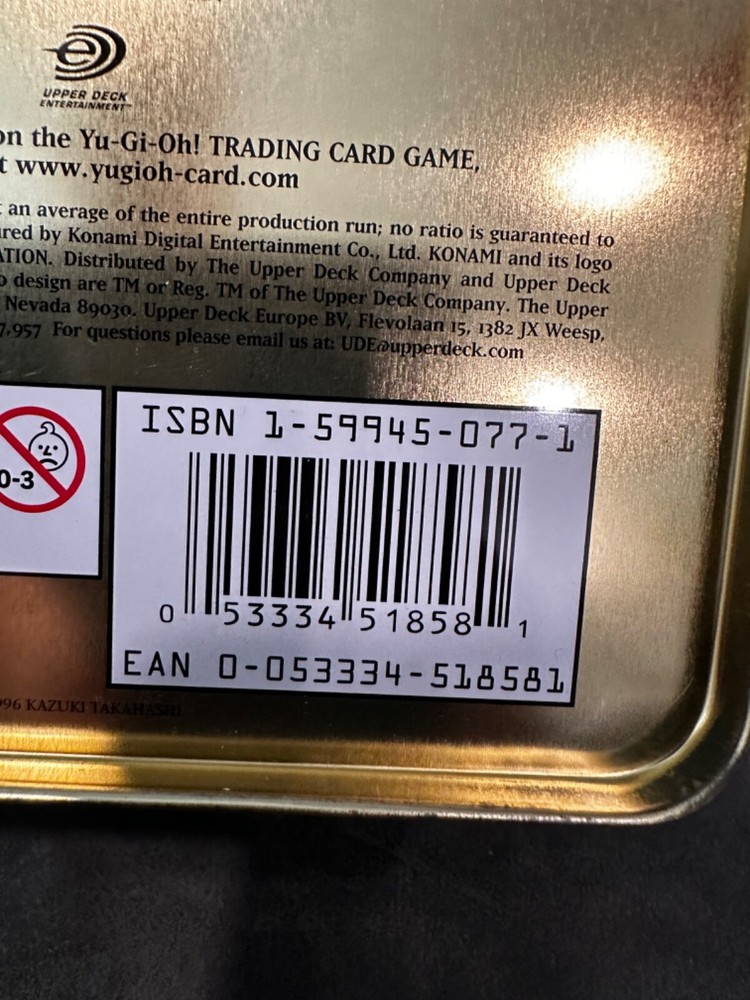 e
UPPER DECK
ENTERTAINMENT™
on the Yu-Gi-Oh! TRADING CARD GAME,
t www.yugioh-card.com
an average of the entire production run; no ratio is guaranteed to
red by Konami Digital Entertainment Co., Ltd. KONAMI and its logo
ATION. Distributed by The Upper Deck Company and Upper Deck
o design are TM or Reg. TM of The Upper Deck Company. The Upper
Nevada 89030. Upper Deck Europe BV, Flevolaan 15, 1382 JX Weesp,
7,957 For questions please email us at: UDE@upperdeck.com
0-3
ISBN 1-59945-077-1
0 53334 51858 1
EAN 0-053334-518581
996 KAZUKI TAKAHASHI